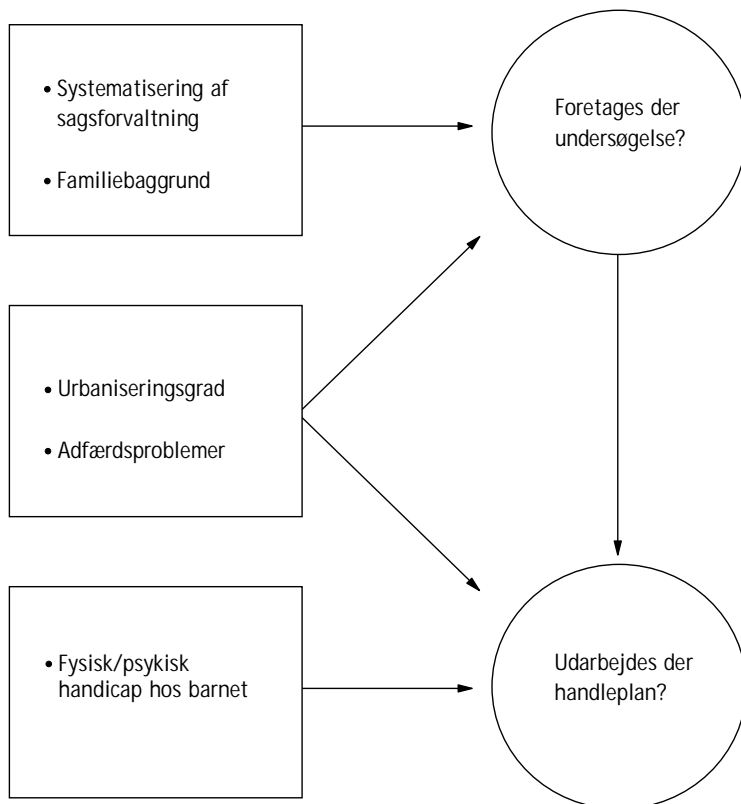 • Systematisering af
sagsforvaltning
• Familiebaggrund
Foretages der
undersøgelse?
• Urbaniseringsgrad
• Adfærdsproblemer
• Fysisk/psykisk
handicap hos barnet
Udarbejdes der
handleplan?